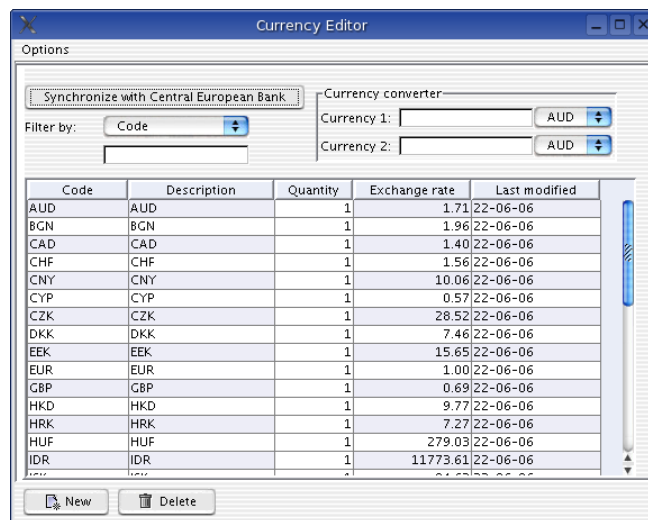 Currency Editor
Options
Synchronize with Central European Bank
Currency converter
Currency 1: AUD
Filter by: Code
Currency 2: AUD
Code Description Quantity Exchange rate Last modified
AUD AUD 1 1.71 22-06-06
BGN BGN 1 1.96 22-06-06
CAD CAD 1 1.40 22-06-06
CHF CHF 1 1.56 22-06-06
CNY CNY 1 10.06 22-06-06
CYP CYP 1 0.57 22-06-06
CZK CZK 1 28.52 22-06-06
DKK DKK 1 7.46 22-06-06
EEK EEK 1 15.65 22-06-06
EUR EUR 1 1.00 22-06-06
GBP GBP 1 0.69 22-06-06
HKD HKD 1 9.77 22-06-06
HRK HRK 1 7.27 22-06-06
HUF HUF 1 279.03 22-06-06
IDR IDR 1 11773.61 22-06-06
New Delete